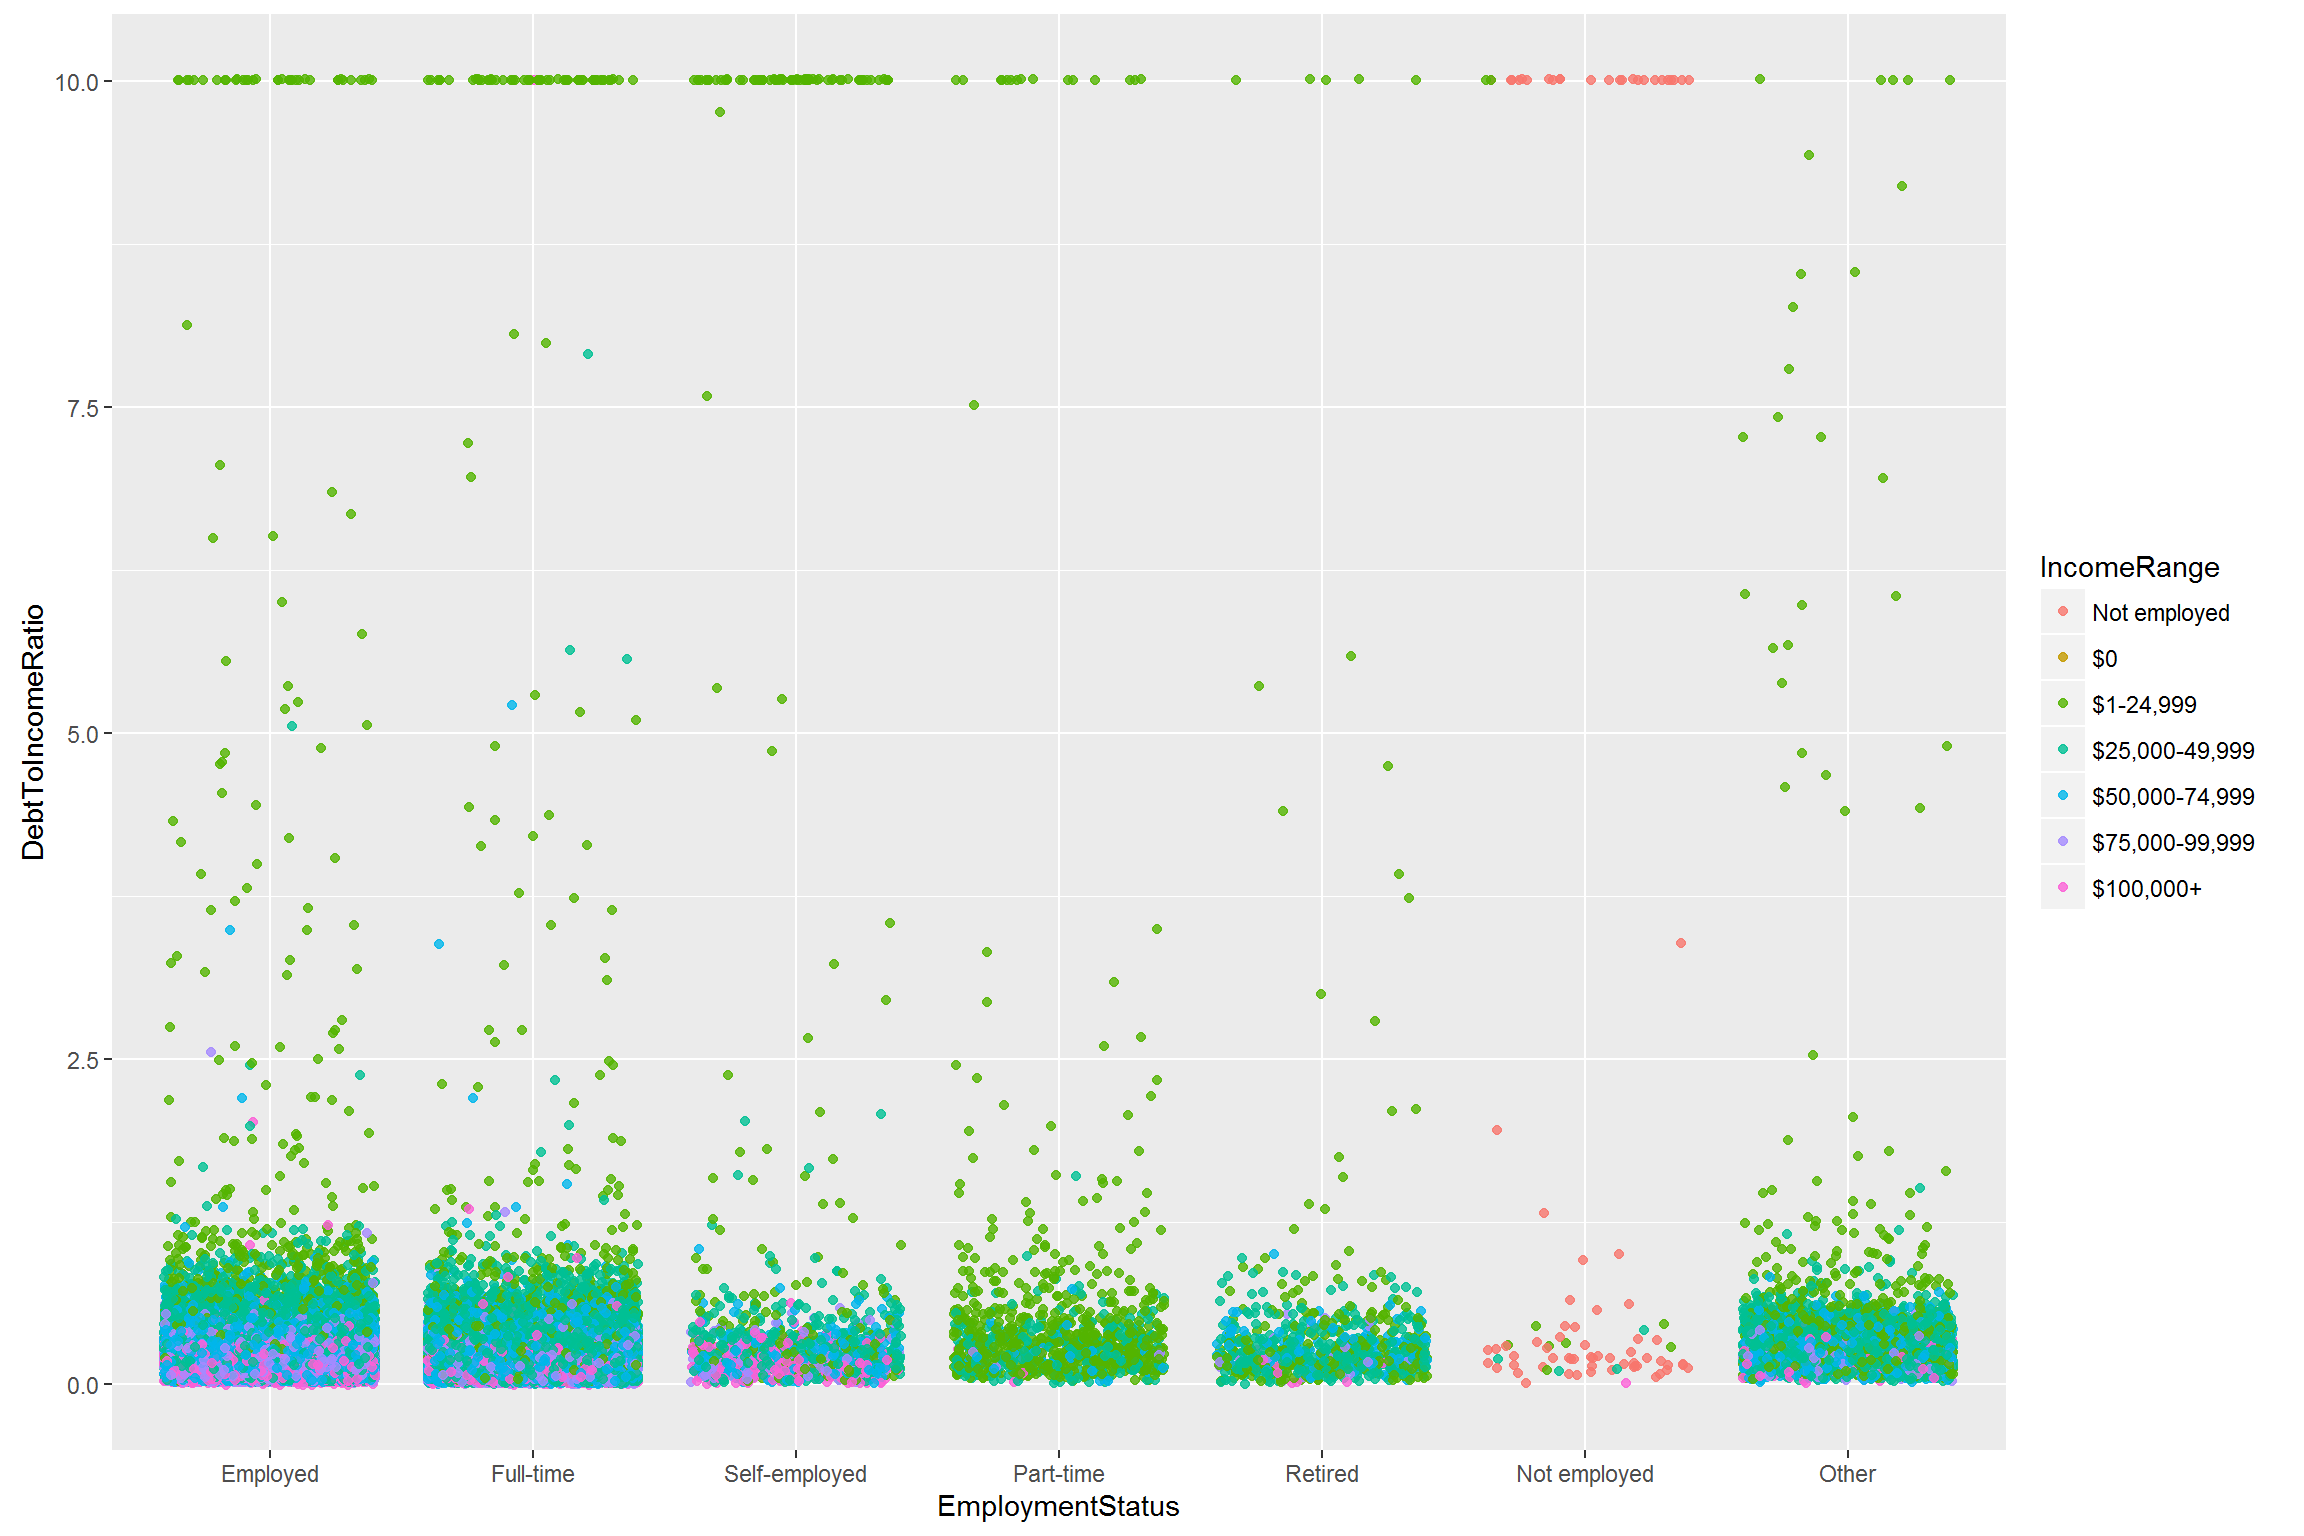 10.0
7.5
5.0
2.5
0.0
DebtToIncomeRatio
Employed
Full-time
Self-employed
Part-time
Retired
Not employed
Other
EmploymentStatus
IncomeRange
Not employed
$0
$1-24,999
$25,000-49,999
$50,000-74,999
$75,000-99,999
$100,000+